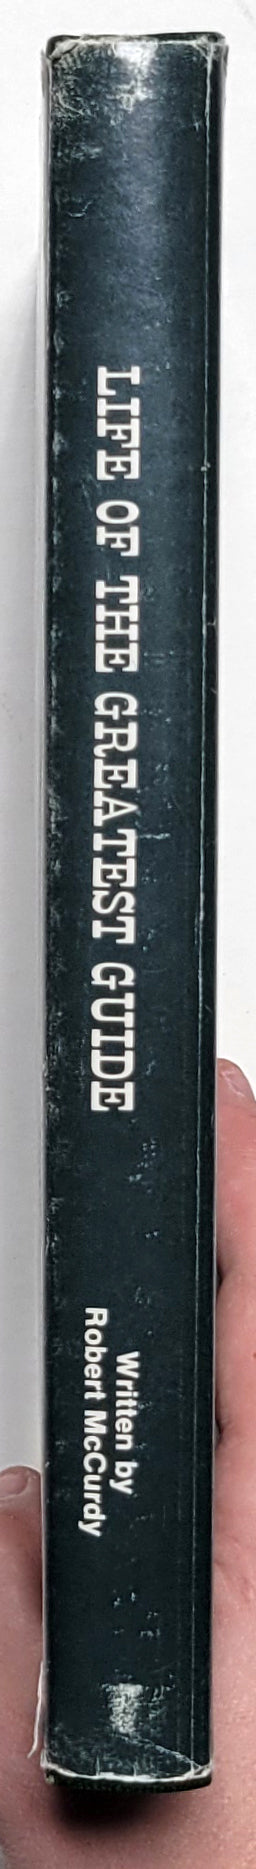 LIFE OF THE GREATEST GUIDE
Written by
Robert McCurdy